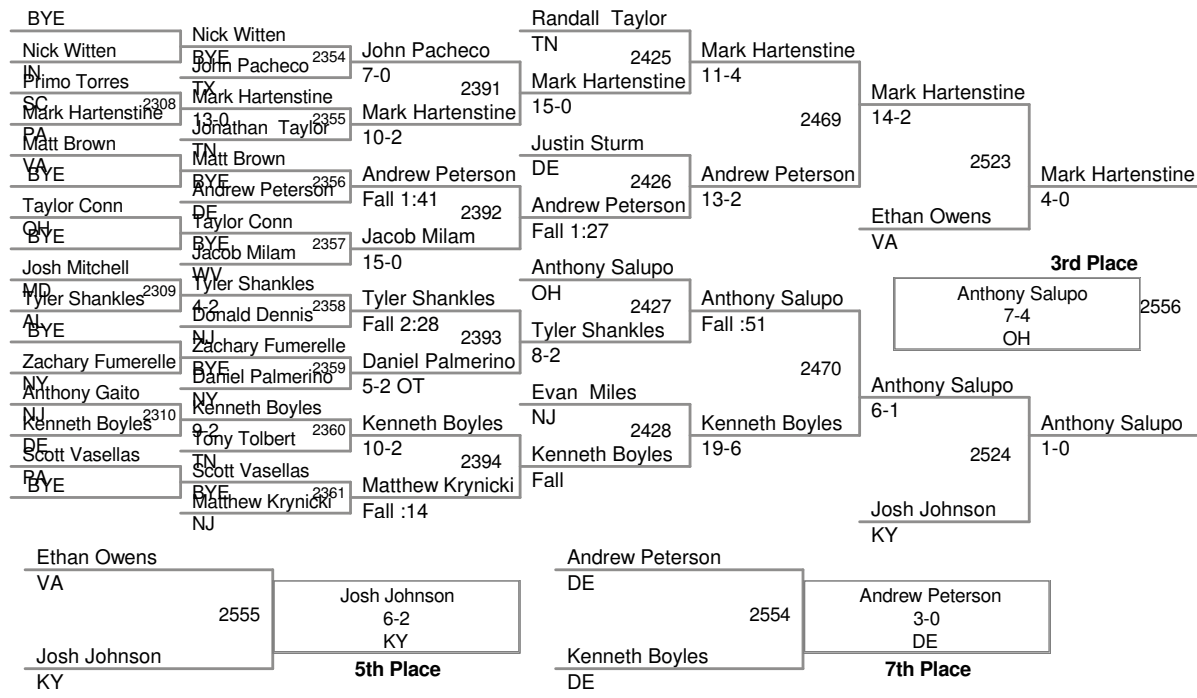 BYE
Nick Witten
IN
Primo Torres
SC
2308
Mark Hartenstine
PA
Matt Brown
VA
BYE
Taylor Conn
OH
BYE
Josh Mitchell
MD
2309
Tyler Shankles
AL
BYE
Zachary Fumerelle
NY
Anthony Gaito
NJ
2310
Kenneth Boyles
DE
Scott Vasellas
PA
BYE
Nick Witten
BYE
2354
John Pacheco
TX
Mark Hartenstine
13-0
2355
Jonathan Taylor
TN
Matt Brown
BYE
2356
Andrew Peterson
DE
Taylor Conn
BYE
2357
Jacob Milam
WV
Tyler Shankles
4-2
2358
Donald Dennis
NJ
Zachary Fumerelle
BYE
2359
Daniel Palmerino
NY
Kenneth Boyles
9-2
2360
Tony Tolbert
TN
Scott Vasellas
BYE
2361
Matthew Krynicki
NJ
John Pacheco
7-0
2391
Mark Hartenstine
10-2
Andrew Peterson
Fall 1:41
2392
Jacob Milam
15-0
Tyler Shankles
Fall 2:28
2393
Daniel Palmerino
5-2 OT
Kenneth Boyles
10-2
2394
Matthew Krynicki
Fall :14
Randall Taylor
TN
2425
Mark Hartenstine
15-0
Justin Sturm
DE
2426
Andrew Peterson
Fall 1:27
Anthony Salupo
OH
2427
Tyler Shankles
8-2
Evan Miles
NJ
2428
Kenneth Boyles
Fall
Mark Hartenstine
11-4
2469
Andrew Peterson
13-2
Anthony Salupo
Fall :51
2470
Kenneth Boyles
19-6
Mark Hartenstine
14-2
2523
Ethan Owens
VA
Anthony Salupo
6-1
2524
Josh Johnson
KY
Mark Hartenstine
4-0
3rd Place
Anthony Salupo
7-4
OH
2556
Anthony Salupo
1-0
Ethan Owens
VA
2555
Josh Johnson
KY
Josh Johnson
6-2
KY
5th Place
Andrew Peterson
DE
2554
Kenneth Boyles
DE
Andrew Peterson
3-0
DE
7th Place